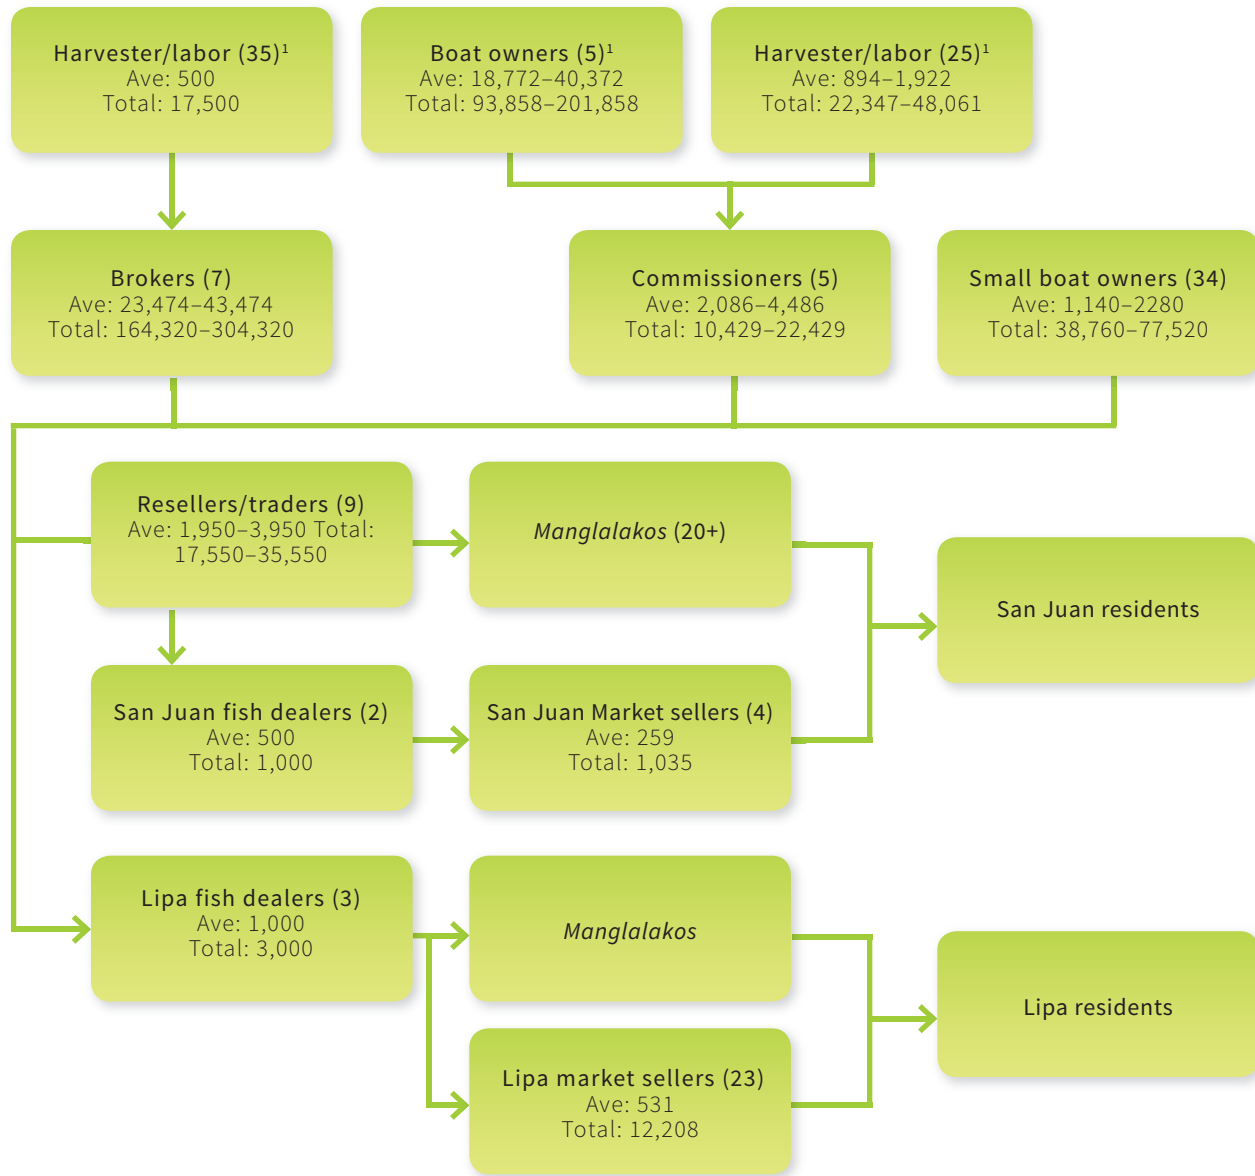 Harvester/labor (35)¹
Ave: 500
Total: 17,500
Boat owners (5)¹
Ave: 18,772–40,372
Total: 93,858–201,858
Harvester/labor (25)¹
Ave: 894–1,922
Total: 22,347–48,061
Brokers (7)
Ave: 23,474–43,474
Total: 164,320–304,320
Commissioners (5)
Ave: 2,086–4,486
Total: 10,429–22,429
Small boat owners (34)
Ave: 1,140–2280
Total: 38,760–77,520
Resellers/traders (9)
Ave: 1,950–3,950 Total:
17,550–35,550
Manglalakos (20+)
San Juan residents
San Juan fish dealers (2)
Ave: 500
Total: 1,000
San Juan Market sellers (4)
Ave: 259
Total: 1,035
Lipa fish dealers (3)
Ave: 1,000
Total: 3,000
Manglalakos
Lipa residents
Lipa market sellers (23)
Ave: 531
Total: 12,208